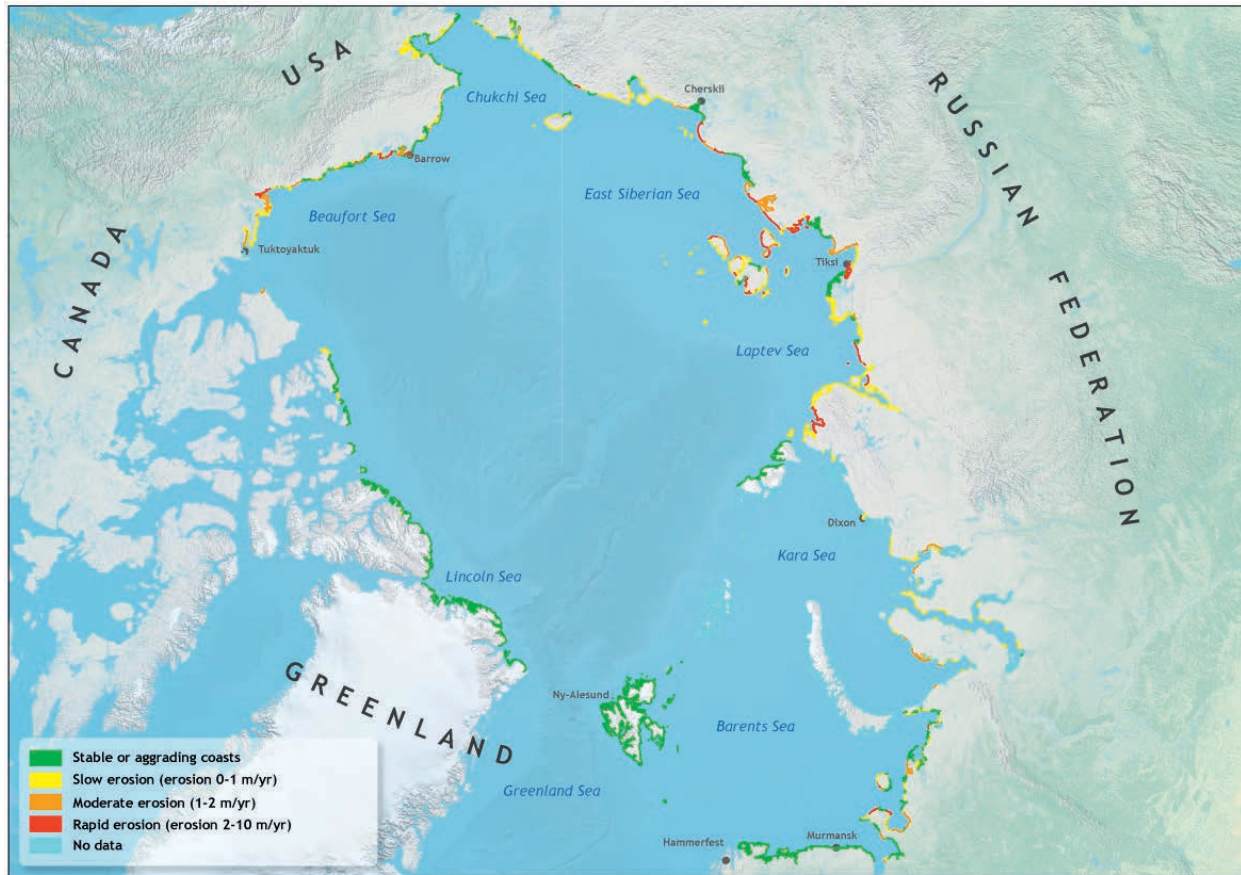 USA
Chukchi Sea
Cherskii
RUSSIAN FEDERATION
Barrow
Beaufort Sea
East Siberian Sea
CANADA
Tuktoyaktuk
Tiksi
Laptev Sea
Dixon
Kara Sea
Lincoln Sea
GREENLAND
Ny-Alesund
Barents Sea
Greenland Sea
Hammerfest
Murmansk
Stable or aggrading coasts
Slow erosion (erosion 0-1 m/yr)
Moderate erosion (1-2 m/yr)
Rapid erosion (erosion 2-10 m/yr)
No data